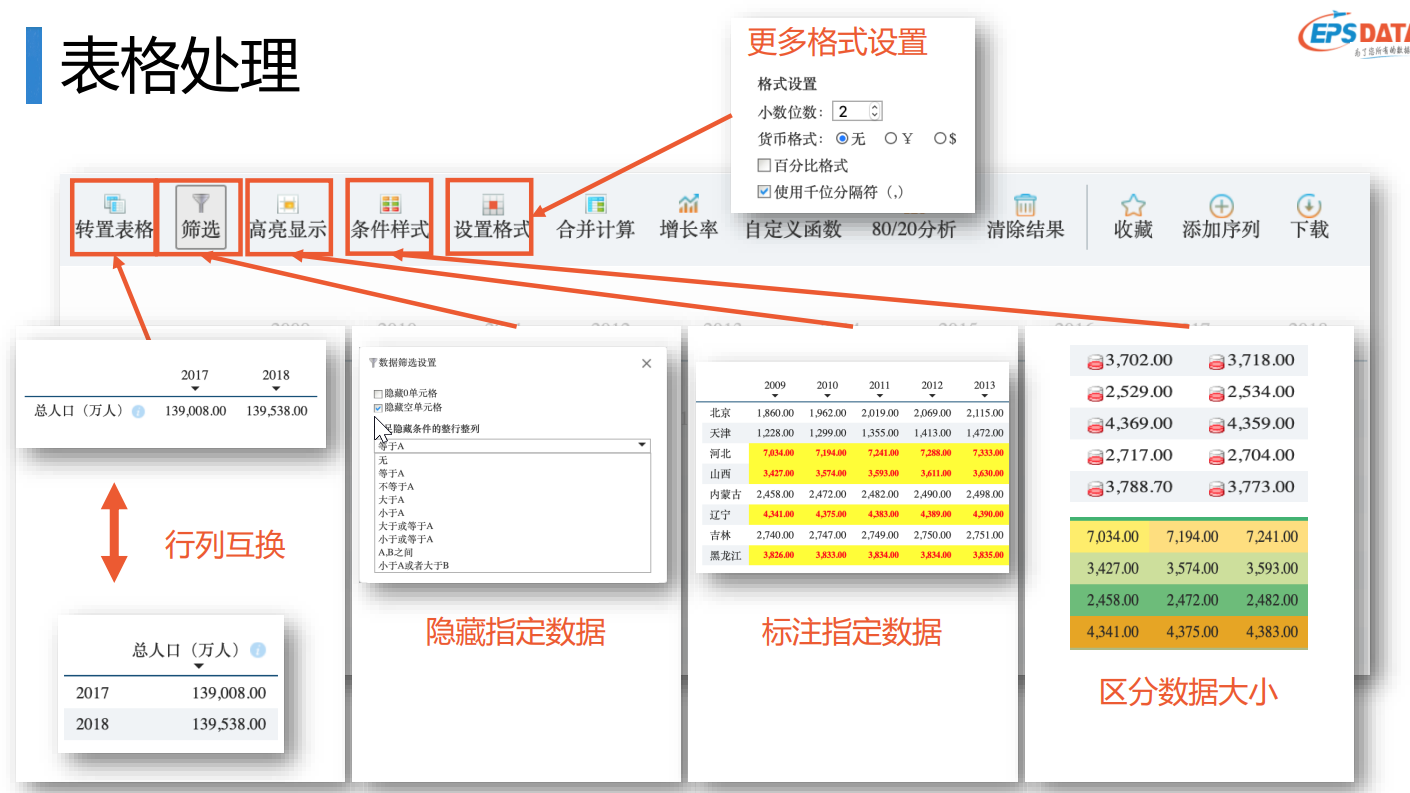 表格处理
EPS DATA
更多格式设置
格式设置
小数位数： 2
货币格式： 无 ¥ $
百分比格式
使用千位分隔符（,）
转置表格 筛选 高亮显示 条件样式 设置格式 合并计算 增长率 自定义函数 80/20分析 清除结果 收藏 添加序列 下载
2017 2018
总人口（万人） 139,008.00 139,538.00
行列互换
总人口（万人）
2017 139,008.00
2018 139,538.00
数据筛选设置
隐藏0单元格
隐藏空单元格
隐藏条件的整行整列
等于A
无
等于A
不等于A
大于A
小于A
大于或等于A
小于或等于A
A,B之间
小于A或者大于B
隐藏指定数据
2009 2010 2011 2012 2013
北京 1,860.00 1,962.00 2,019.00 2,069.00 2,115.00
天津 1,228.00 1,299.00 1,355.00 1,413.00 1,472.00
河北 7,034.00 7,194.00 7,241.00 7,288.00 7,333.00
山西 3,427.00 3,574.00 3,593.00 3,611.00 3,630.00
内蒙古 2,458.00 2,472.00 2,482.00 2,490.00 2,498.00
辽宁 4,341.00 4,375.00 4,383.00 4,389.00 4,390.00
吉林 2,740.00 2,747.00 2,749.00 2,750.00 2,751.00
黑龙江 3,826.00 3,833.00 3,834.00 3,834.00 3,835.00
标注指定数据
3,702.00 3,718.00
2,529.00 2,534.00
4,369.00 4,359.00
2,717.00 2,704.00
3,788.70 3,773.00
7,034.00 7,194.00 7,241.00
3,427.00 3,574.00 3,593.00
2,458.00 2,472.00 2,482.00
4,341.00 4,375.00 4,383.00
区分数据大小